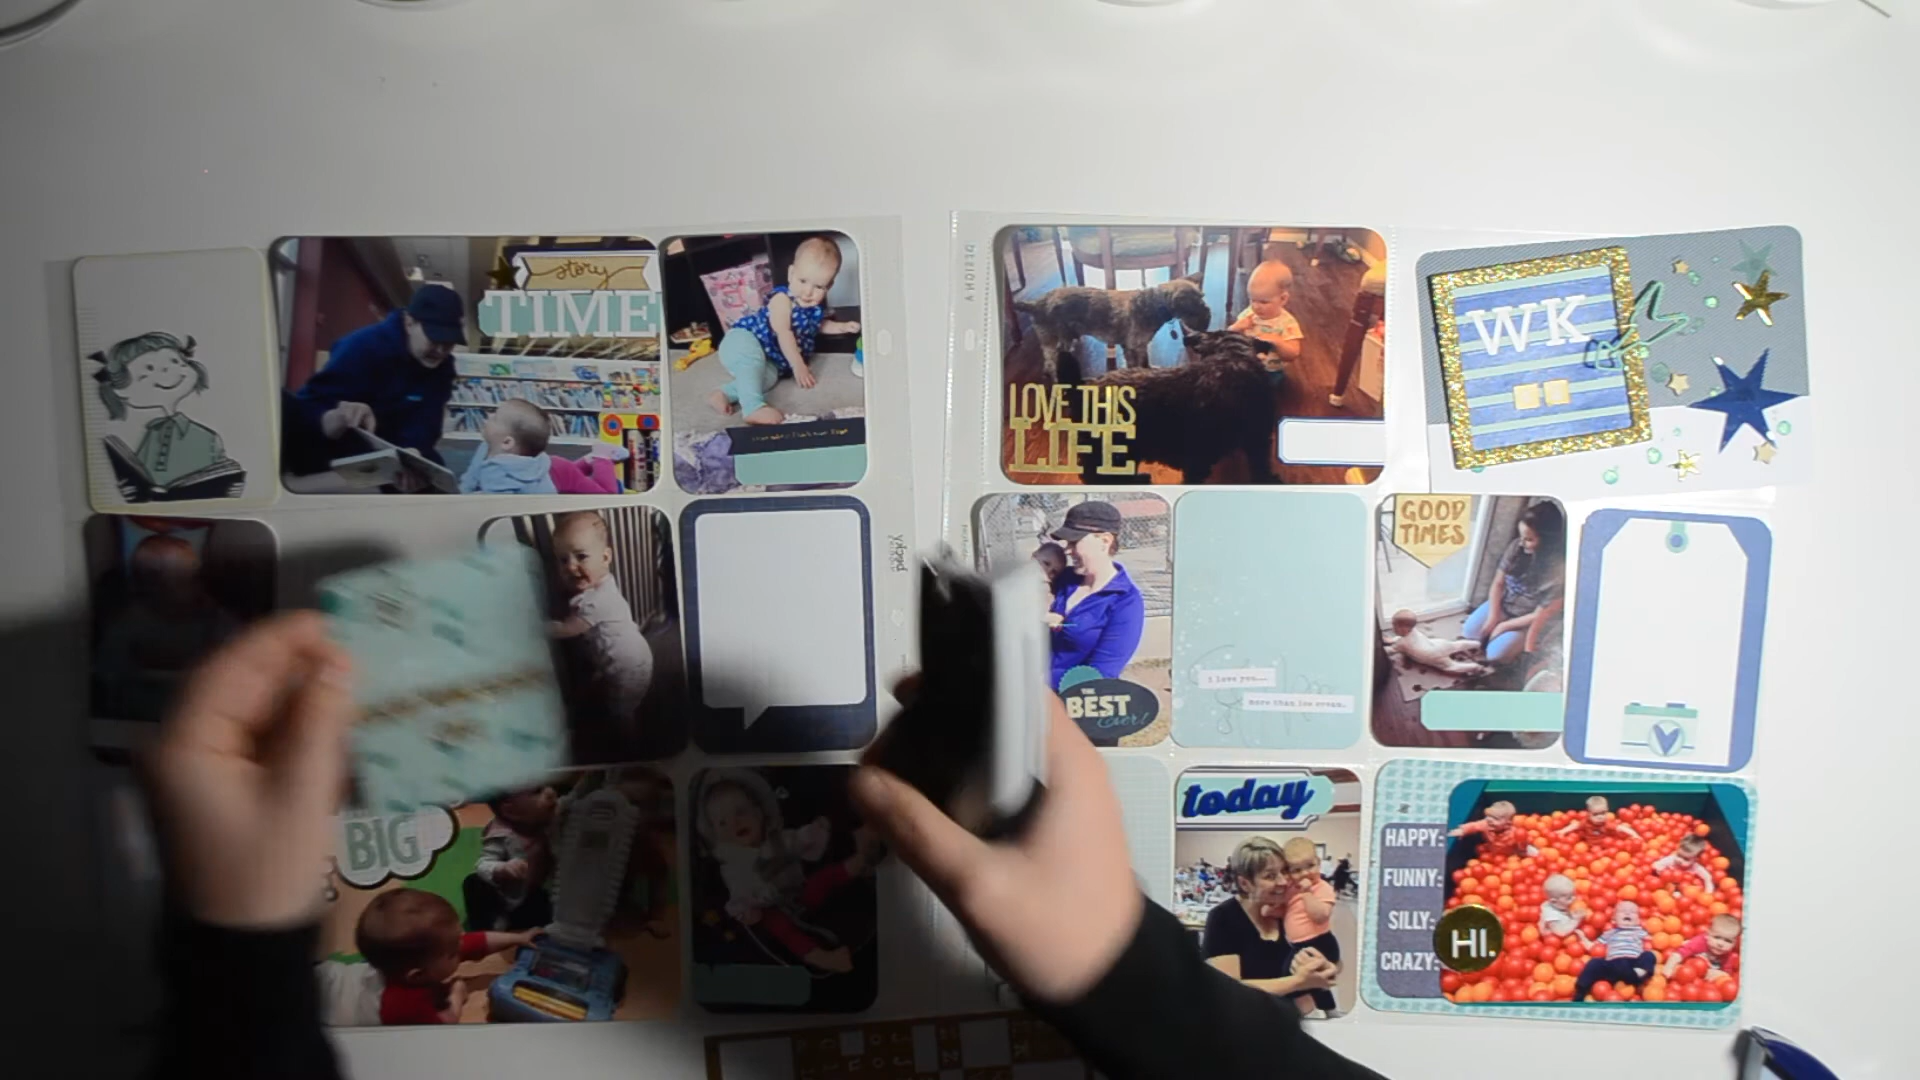 story
TIME
BIG
DESIGN A
LOVE THIS
LIFE
WK
THE
BEST
Ever!
i love you
more than ice cream.
GOOD
TIMES
today
HAPPY:
FUNNY:
SILLY:
CRAZY:
HI.